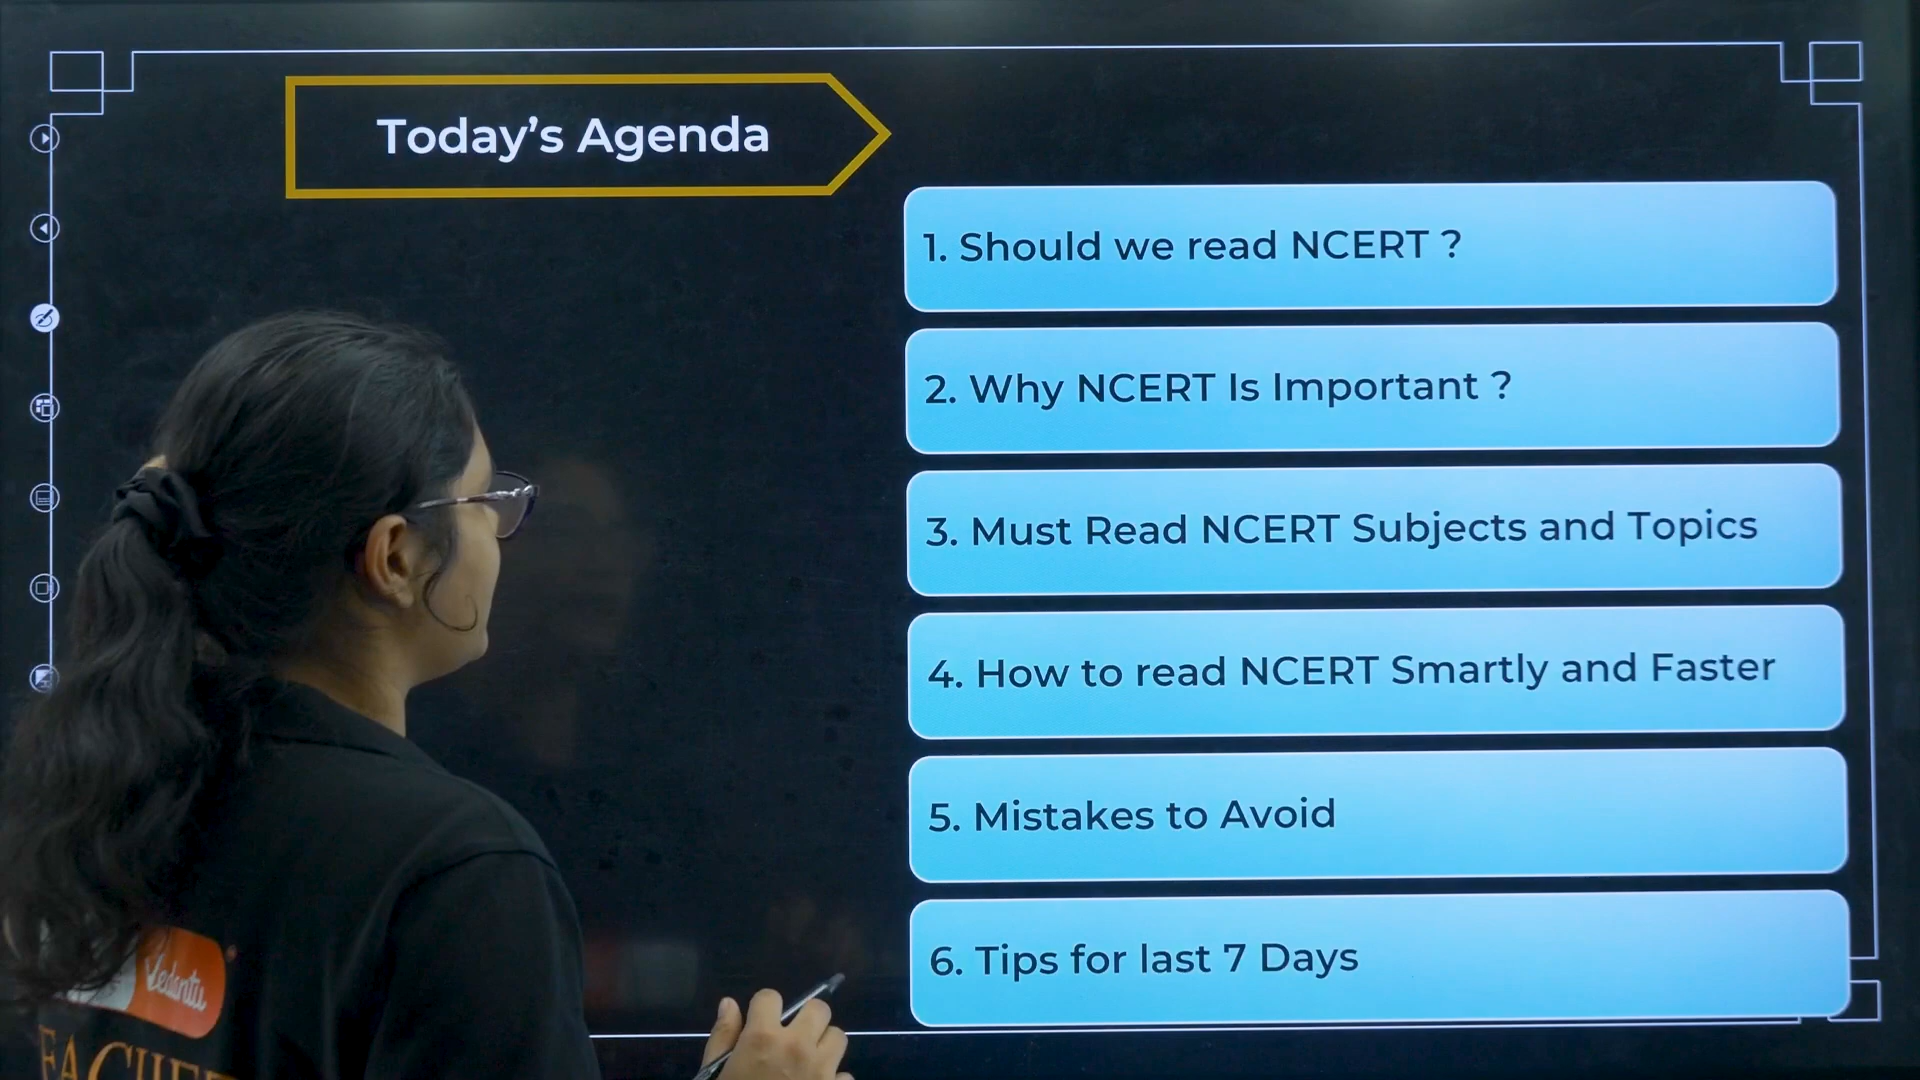 Today's Agenda
1. Should we read NCERT ?
2. Why NCERT Is Important ?
3. Must Read NCERT Subjects and Topics
4. How to read NCERT Smartly and Faster
5. Mistakes to Avoid
6. Tips for last 7 Days
Vedantu